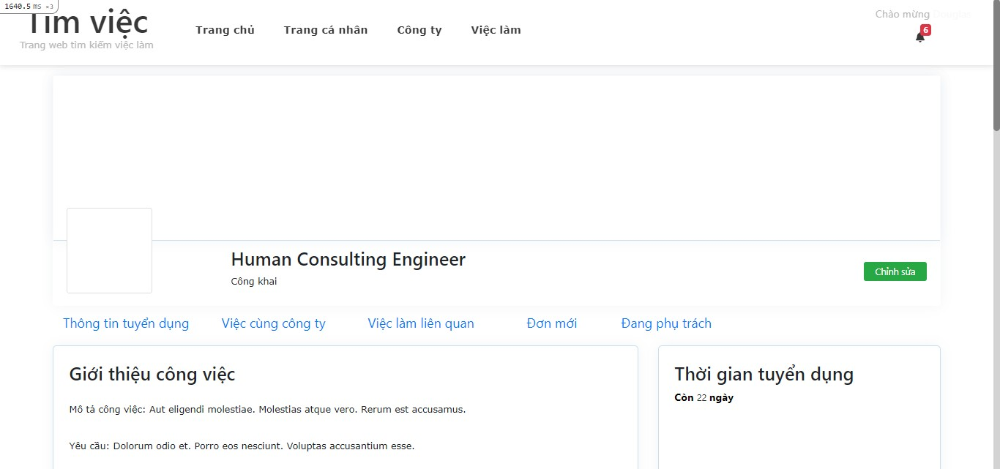 1640.5 ms ×3
Tìm việc
Trang web tìm kiếm việc làm
Trang chủ
Trang cá nhân
Công ty
Việc làm
Chào mừng Douglas
6
Human Consulting Engineer
Công khai
Chỉnh sửa
Thông tin tuyển dụng
Việc cùng công ty
Việc làm liên quan
Đơn mới
Đang phụ trách
Giới thiệu công việc
Mô tả công việc: Aut eligendi molestiae. Molestias atque vero. Rerum est accusamus.
Yêu cầu: Dolorum odio et. Porro eos nesciunt. Voluptas accusantium esse.
Thời gian tuyển dụng
Còn 22 ngày